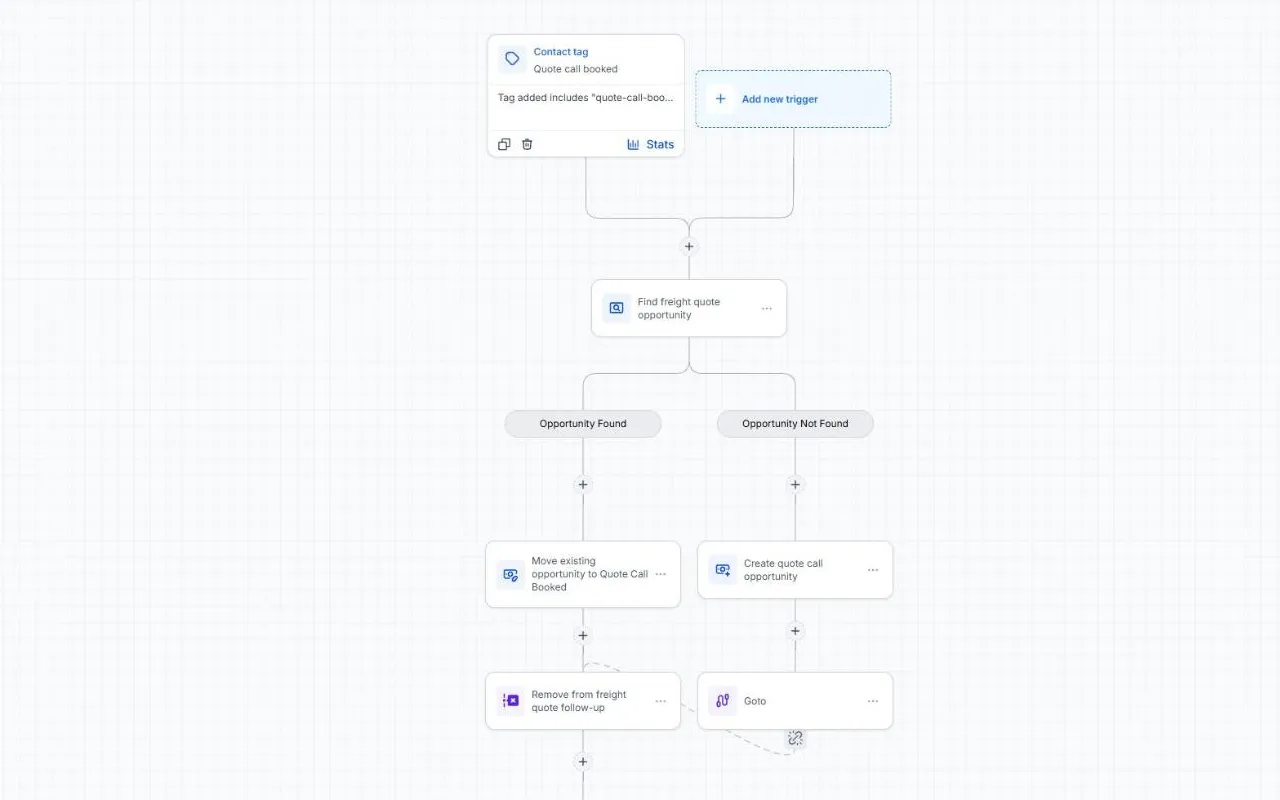 Contact tag
Quote call booked
Tag added includes "quote-call-boo...
Stats
Add new trigger
Find freight quote
opportunity
Opportunity Found
Opportunity Not Found
Move existing
opportunity to Quote Call
Booked
Create quote call
opportunity
Remove from freight
quote follow-up
Goto